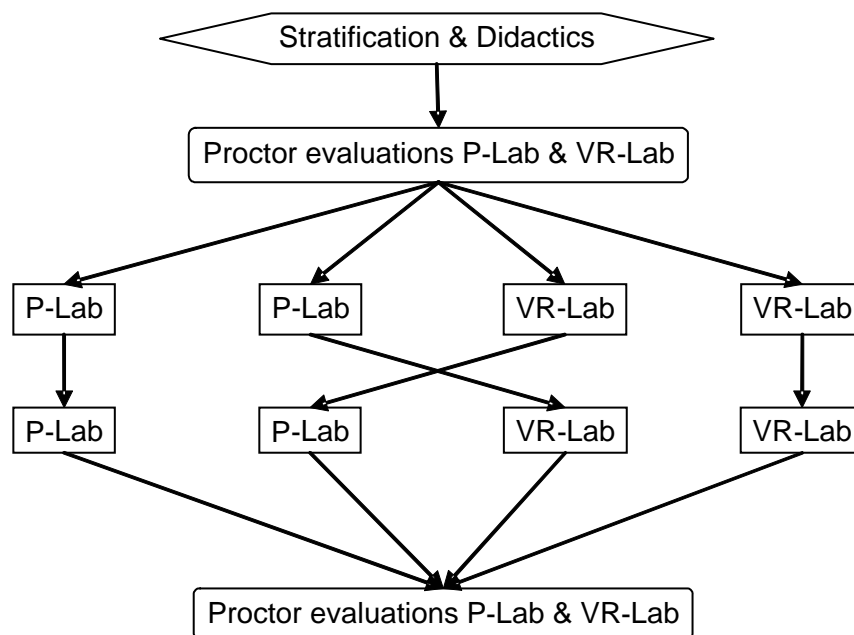 Stratification & Didactics
Proctor evaluations P-Lab & VR-Lab
P-Lab
P-Lab
VR-Lab
VR-Lab
P-Lab
P-Lab
VR-Lab
VR-Lab
Proctor evaluations P-Lab & VR-Lab